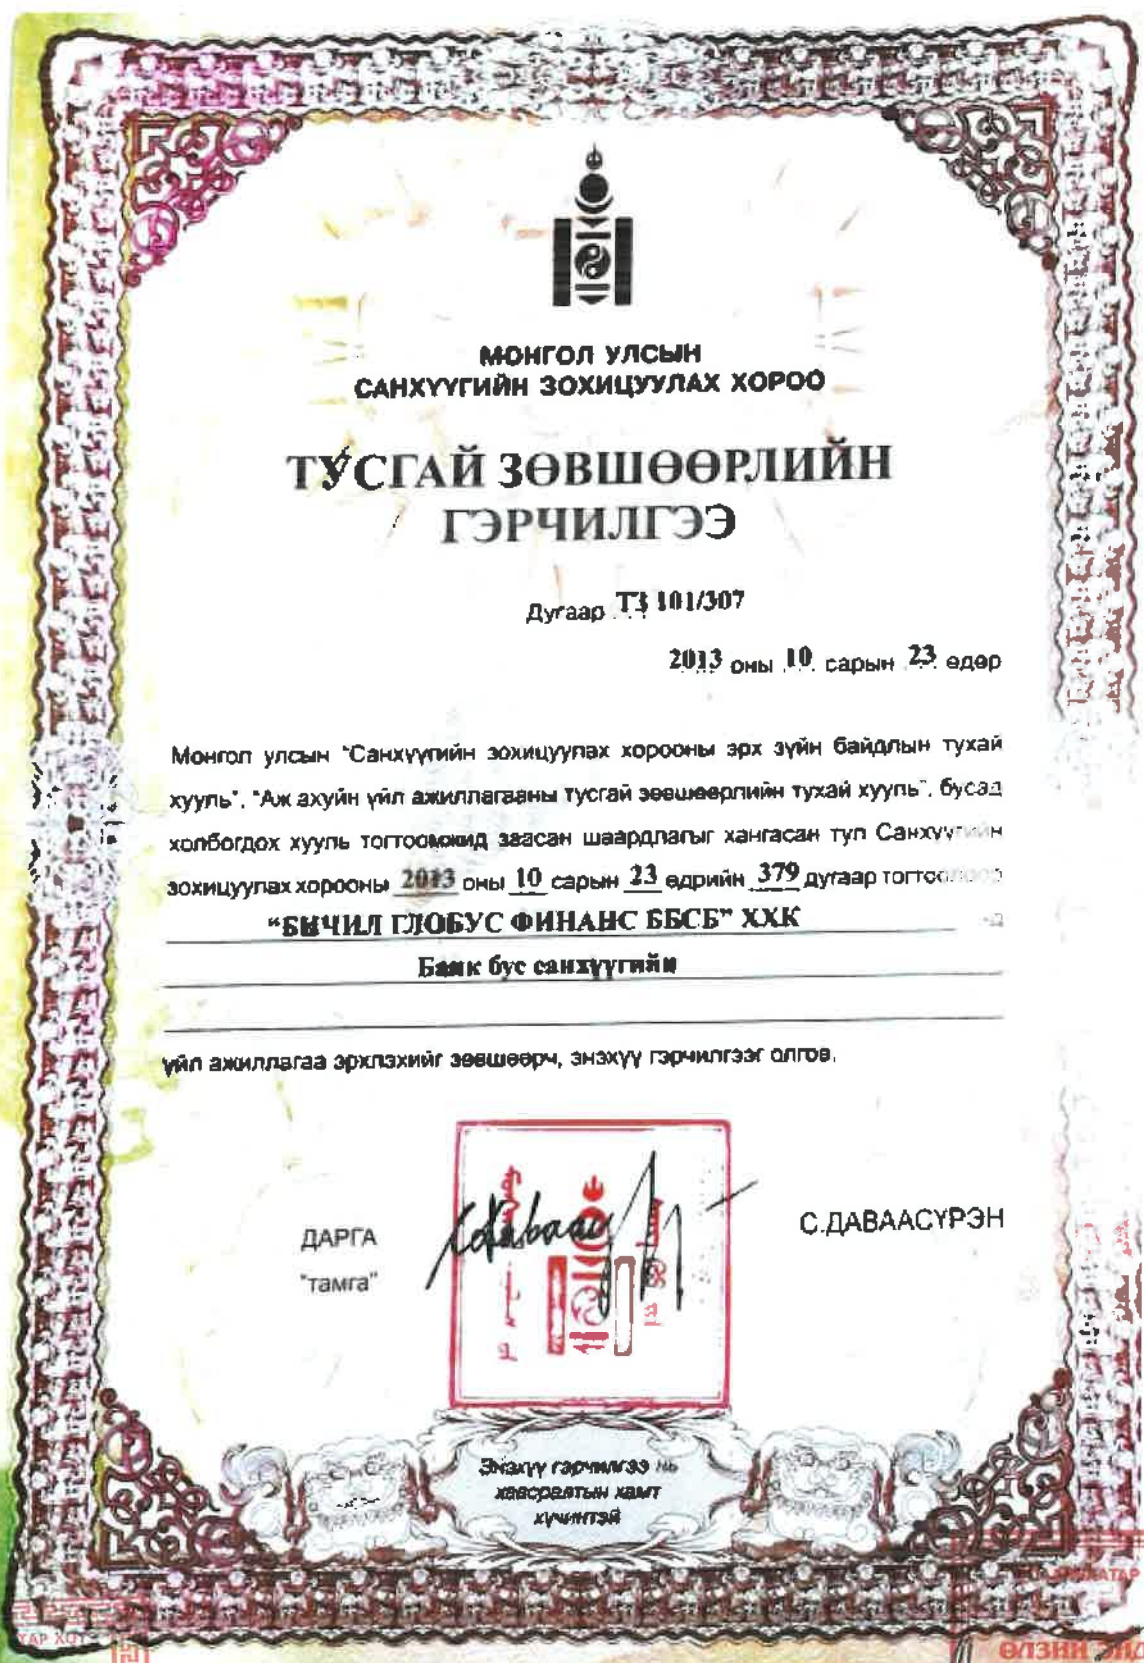 МОНГОЛ УЛСЫН
САНХҮҮГИЙН ЗОХИЦУУЛАХ ХОРОО
ТУСГАЙ ЗӨВШӨӨРЛИЙН
ГЭРЧИЛГЭЭ
Дугаар ТЗ 101/307
2013 оны 10 сарын 23 өдөр
Монгол улсын "Санхүүгийн зохицуулах хорооны эрх зүйн байдлын тухай
хууль", "Аж ахуйн үйл ажиллагааны тусгай зөвшөөрлийн тухай хууль", бусад
холбогдох хууль тогтоомжид заасан шаардлагыг хангасан тул Санхүүгийн
зохицуулах хорооны 2013 оны 10 сарын 23 өдрийн 379 дугаар тогтоолоор
"БИЧИЛ ГЛОБУС ФИНАНС ББСБ" ХХК
Банк бус санхүүгийн
үйл ажиллагаа эрхлэхийг зөвшөөрч, энэхүү гэрчилгээг олгов.
ДАРГА
С.ДАВААСҮРЭН
"тамга"
Энэхүү гэрчилгээ нь
хавсралтын хамт
хүчинтэй